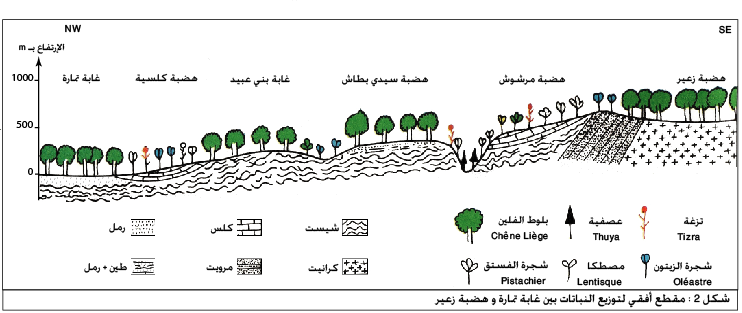 NW
SE
الإرتفاع بـ m
غابة تمارة
هضبة كلسية
غابة بني عبيد
هضبة سيدي بطاش
هضبة مرشوش
هضبة زعير
1000
500
0
رمل
كلس
شيست
بلوط الفلين
Chêne Liège
عصفية
Thuya
تزغة
Tizra
طين + رمل
مرويت
كرانيت
شجرة الفستق
Pistachier
مصطكا
Lentisque
شجرة الزيتون
Oléastre
شكل 2 : مقطع أفقي لتوزيع النباتات بين غابة تمارة و هضبة زعير